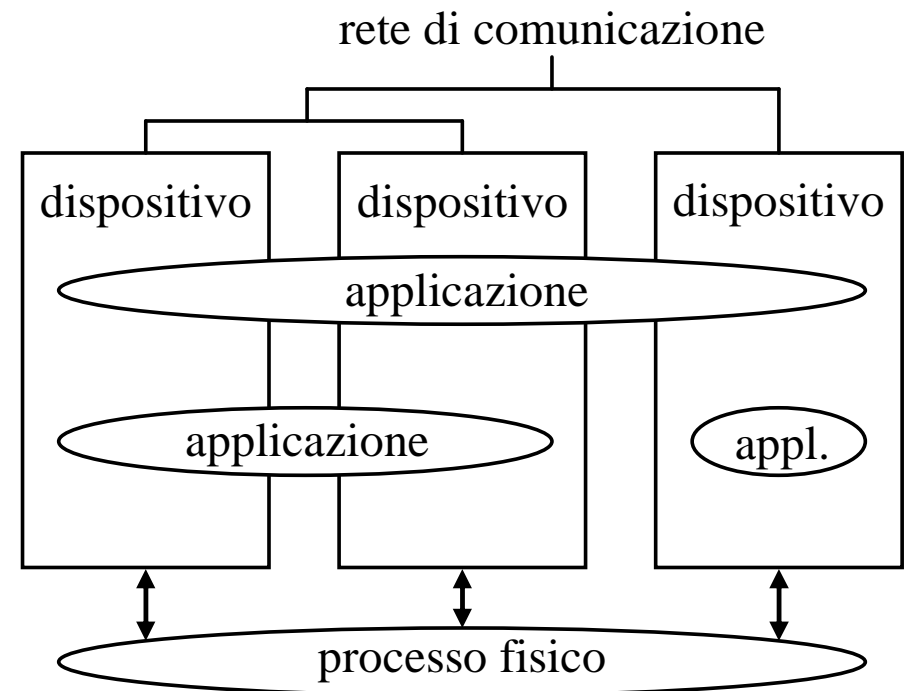 rete di comunicazione
dispositivo dispositivo dispositivo
applicazione
applicazione appl.
processo fisico